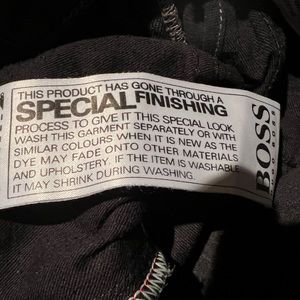 THIS PRODUCT HAS GONE THROUGH A
SPECIAL FINISHING
PROCESS TO GIVE IT THIS SPECIAL LOOK
WASH THIS GARMENT SEPARATELY OR WITH
SIMILAR COLOURS WHEN IT IS NEW AS THE
DYE MAY FADE ONTO OTHER MATERIALS
AND UPHOLSTERY. IF THE ITEM IS WASHABLE
IT MAY SHRINK DURING WASHING.
BOSS
HUGO BOSS